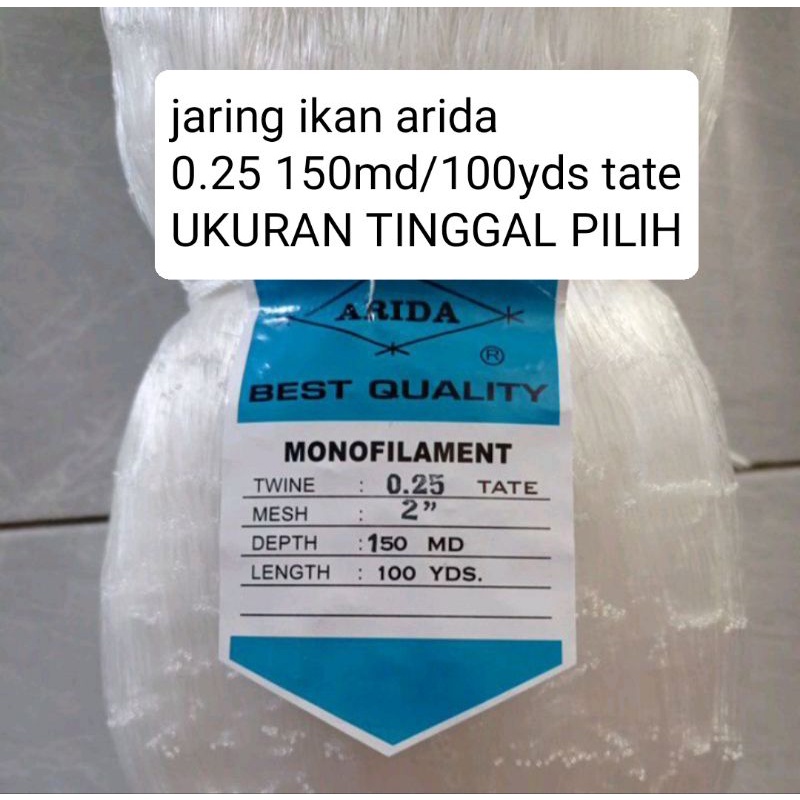 jaring ikan arida
0.25 150md/100yds tate
UKURAN TINGGAL PILIH
ARIDA
®
BEST QUALITY
MONOFILAMENT
TWINE : 0.25 TATE
MESH : 2”
DEPTH : 150 MD
LENGTH : 100 YDS.